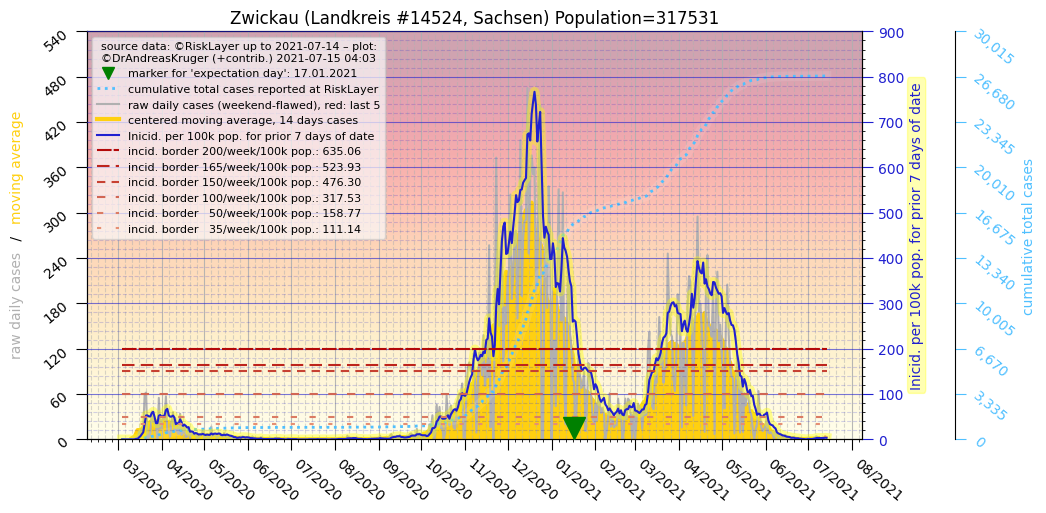 Zwickau (Landkreis #14524, Sachsen) Population=317531
source data: ©RiskLayer up to 2021-07-14 – plot:
©DrAndreasKruger (+contrib.) 2021-07-15 04:03
marker for 'expectation day': 17.01.2021
cumulative total cases reported at RiskLayer
raw daily cases (weekend-flawed), red: last 5
centered moving average, 14 days cases
Inicid. per 100k pop. for prior 7 days of date
incid. border 200/week/100k pop.: 635.06
incid. border 165/week/100k pop.: 523.93
incid. border 150/week/100k pop.: 476.30
incid. border 100/week/100k pop.: 317.53
incid. border   50/week/100k pop.: 158.77
incid. border   35/week/100k pop.: 111.14
raw daily cases / moving average
540
480
420
360
300
240
180
120
60
0
900
800
700
600
500
400
300
200
100
0
Inicid. per 100k pop. for prior 7 days of date
30,015
26,680
23,345
20,010
16,675
13,340
10,005
6,670
3,335
0
cumulative total cases
03/2020
04/2020
05/2020
06/2020
07/2020
08/2020
09/2020
10/2020
11/2020
12/2020
01/2021
02/2021
03/2021
04/2021
05/2021
06/2021
07/2021
08/2021